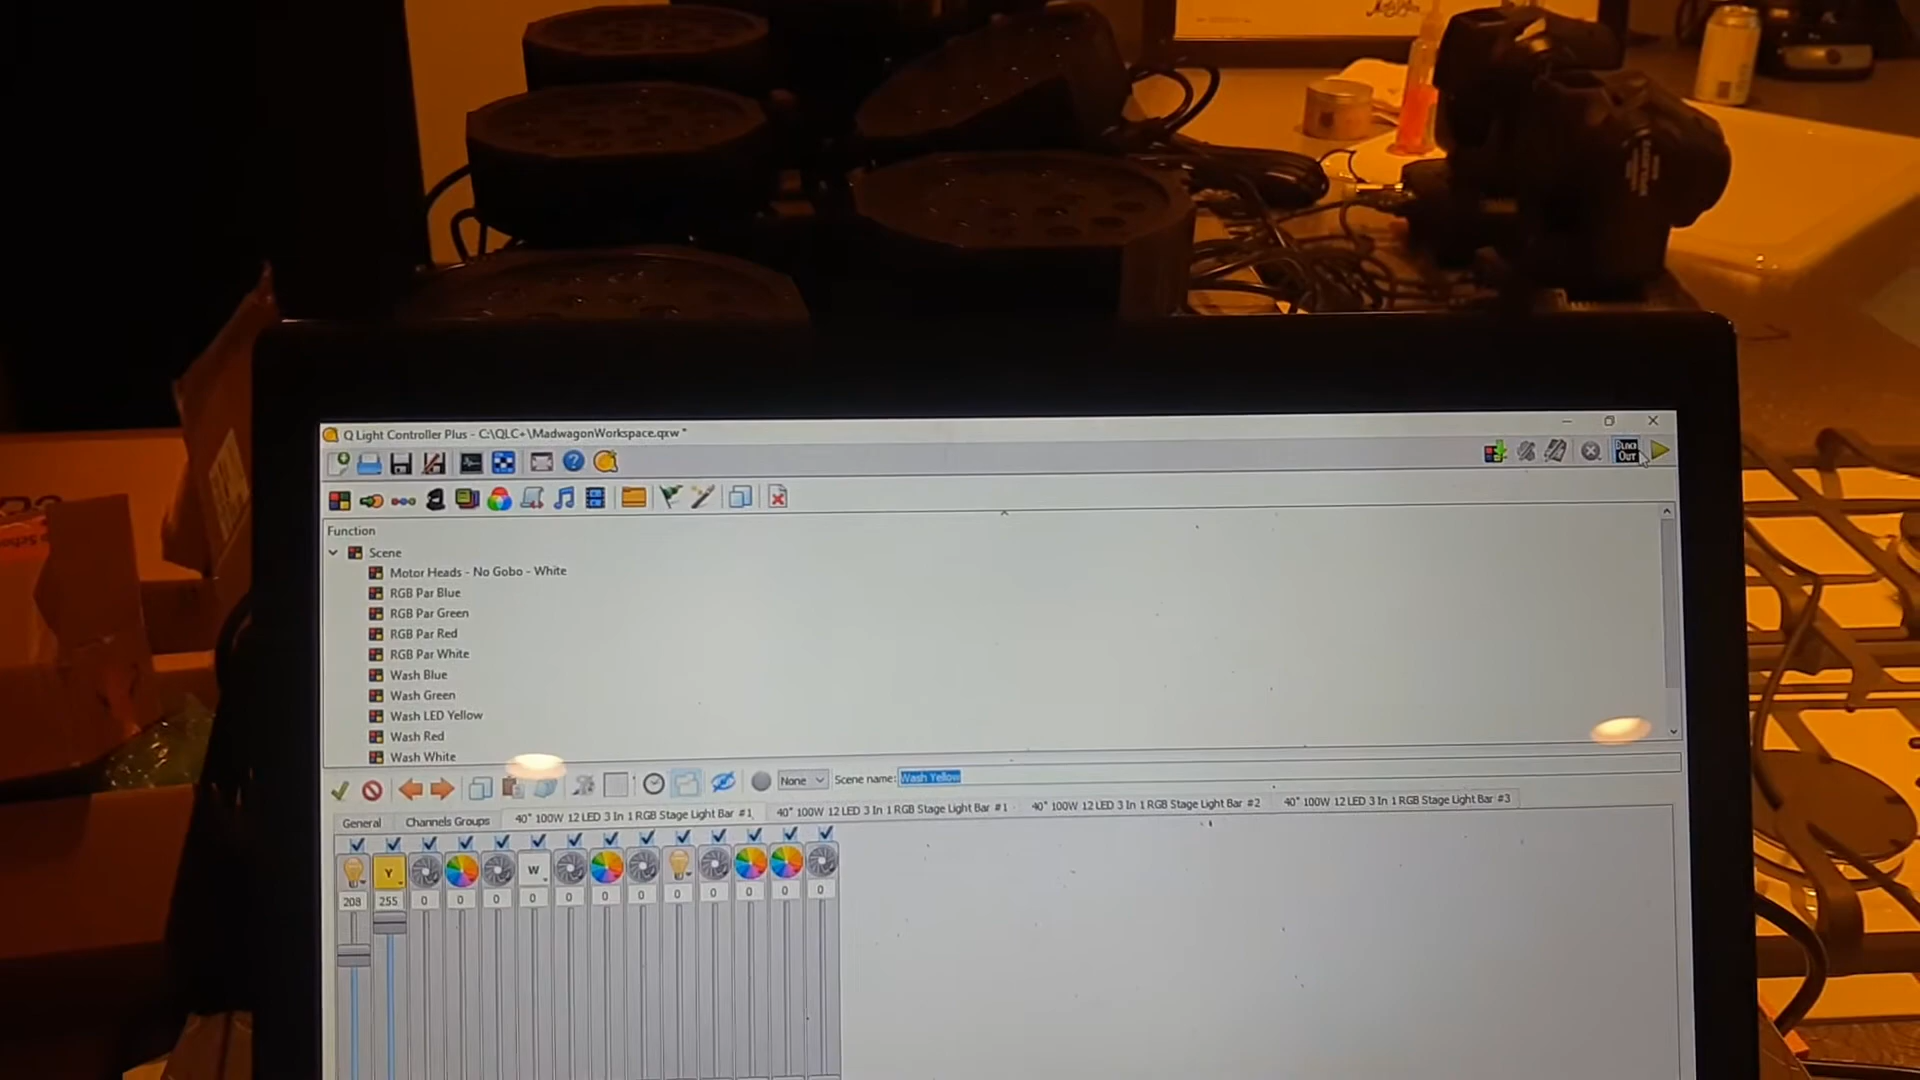 Q Light Controller Plus - C:\QLC+\MadwagonWorkspace.qxw *
BLACK
OUT
Function
Scene
Motor Heads - No Gobo - White
RGB Par Blue
RGB Par Green
RGB Par Red
RGB Par White
Wash Blue
Wash Green
Wash LED Yellow
Wash Red
Wash White
None
Scene name: Wash Yellow
General
Channels Groups
40" 100W 12 LED 3 In 1 RGB Stage Light Bar #1
40" 100W 12 LED 3 In 1 RGB Stage Light Bar #1
40" 100W 12 LED 3 In 1 RGB Stage Light Bar #2
40" 100W 12 LED 3 In 1 RGB Stage Light Bar #3
Y
W
208 255 0 0 0 0 0 0 0 0 0 0 0 0